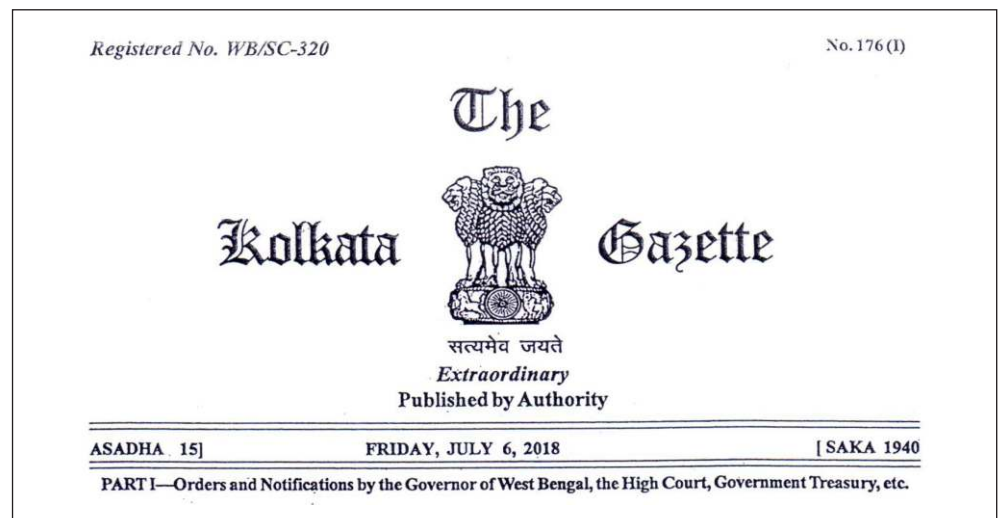 Registered No. WB/SC-320
No. 176(I)
The
Kolkata Gazette
सत्यमेव जयते
Extraordinary
Published by Authority
ASADHA 15] FRIDAY, JULY 6, 2018 [ SAKA 1940
PART I—Orders and Notifications by the Governor of West Bengal, the High Court, Government Treasury, etc.